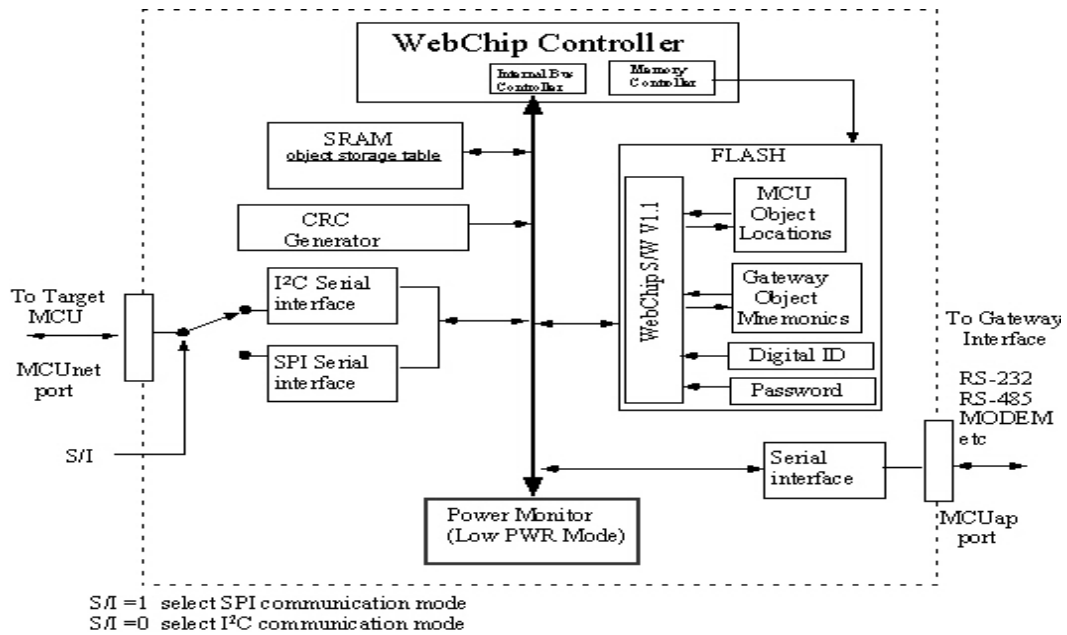 WebChip Controller
Internal Bus
Controller
Memory
Controller
SRAM
object storage table
CRC
Generator
I²C Serial
interface
SPI Serial
interface
To Target
MCU
MCUnet
port
S/I
FLASH
WebChip S/W V1.1
MCU
Object
Locations
Gateway
Object
Mnemonics
Digital ID
Password
To Gateway
Interface
RS-232
RS-485
MODEM
etc
Serial
interface
MCUap
port
Power Monitor
(Low PWR Mode)
S/I =1 select SPI communication mode
S/I =0 select I²C communication mode